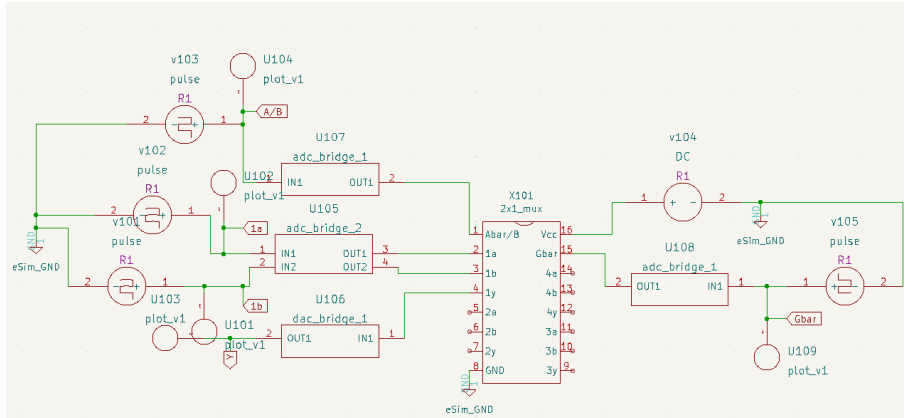 v103
pulse
R1
2
1
U104
plot_v1
A/B
v102
pulse
R1
2
1
U102
plot_v1
1a
v101
pulse
R1
2
1
1b
GND
1
eSim_GND
U103
plot_v1
U101
plot_v1
Y
U107
adc_bridge_1
1
IN1
OUT1
2
U105
adc_bridge_2
1
IN1
2
IN2
OUT1
3
OUT2
4
U106
dac_bridge_1
2
OUT1
IN1
1
X101
2x1_mux
1
Abar/B
Vcc
16
2
1a
Gbar
15
3
1b
4a
14
4
1y
4b
13
5
2a
4y
12
6
2b
3a
11
7
2y
3b
10
8
GND
3y
9
GND
1
eSim_GND
v104
DC
R1
1
+
-
2
GND
1
eSim_GND
U108
adc_bridge_1
2
OUT1
IN1
1
v105
pulse
R1
1
2
Gbar
U109
plot_v1